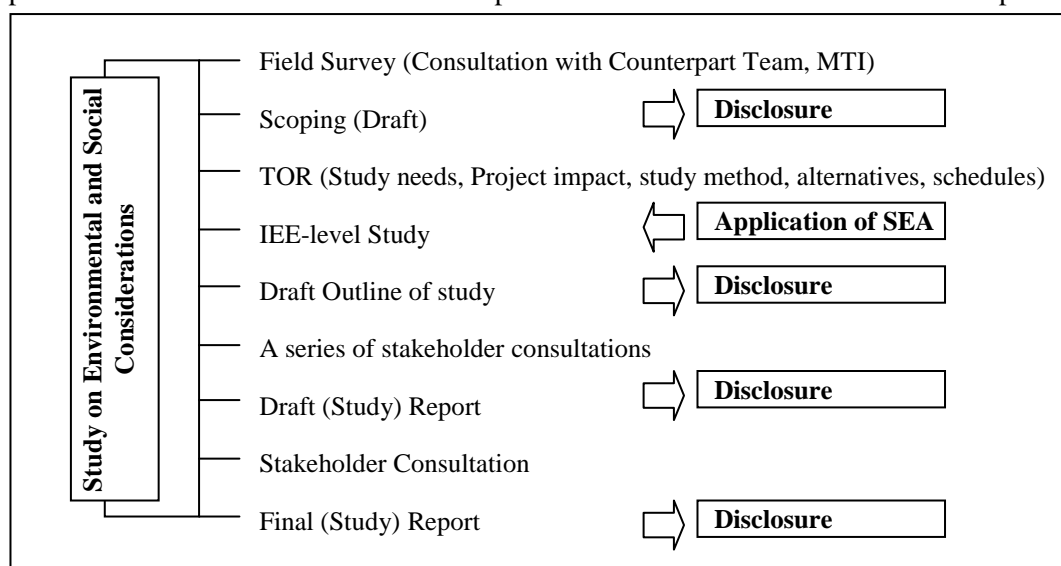 Study on Environmental and Social
Considerations
Field Survey (Consultation with Counterpart Team, MTI)
Scoping (Draft)
Disclosure
TOR (Study needs, Project impact, study method, alternatives, schedules)
IEE-level Study
Application of SEA
Draft Outline of study
Disclosure
A series of stakeholder consultations
Draft (Study) Report
Disclosure
Stakeholder Consultation
Final (Study) Report
Disclosure